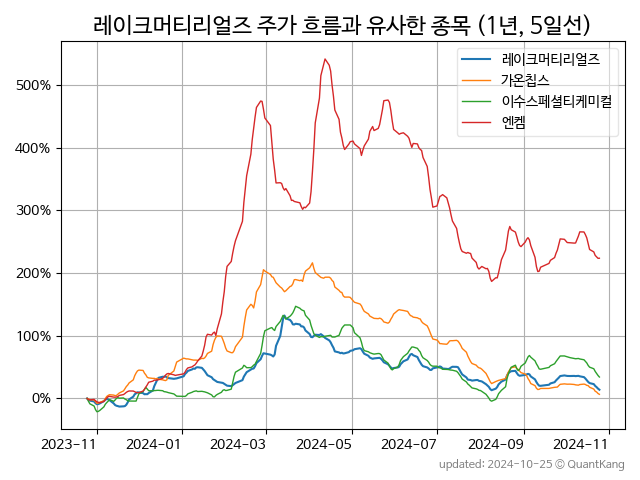 레이크머티리얼즈 주가 흐름과 유사한 종목 (1년, 5일선)
레이크머티리얼즈
가온칩스
이수스페셜티케미컬
엔켐
500%
400%
300%
200%
100%
0%
2023-11 2024-01 2024-03 2024-05 2024-07 2024-09 2024-11
updated: 2024-10-25 © QuantKang